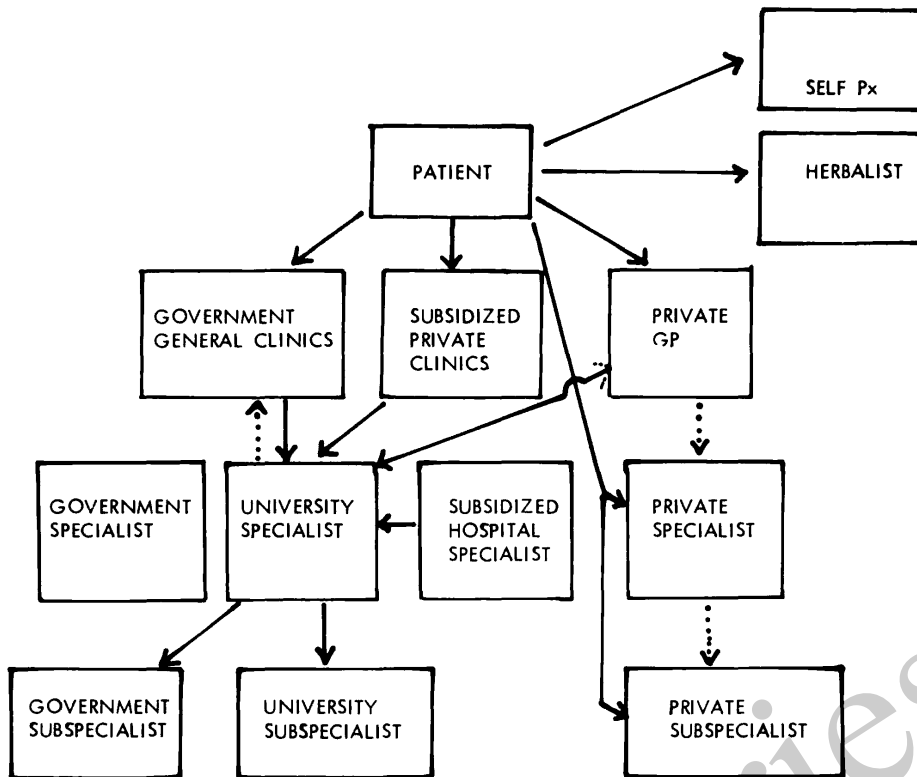 SELF Px
PATIENT
HERBALIST
GOVERNMENT
GENERAL CLINICS
SUBSIDIZED
PRIVATE
CLINICS
PRIVATE
GP
GOVERNMENT
SPECIALIST
UNIVERSITY
SPECIALIST
SUBSIDIZED
HOSPITAL
SPECIALIST
PRIVATE
SPECIALIST
GOVERNMENT
SUBSPECIALIST
UNIVERSITY
SUBSPECIALIST
PRIVATE
SUBSPECIALIST
ries